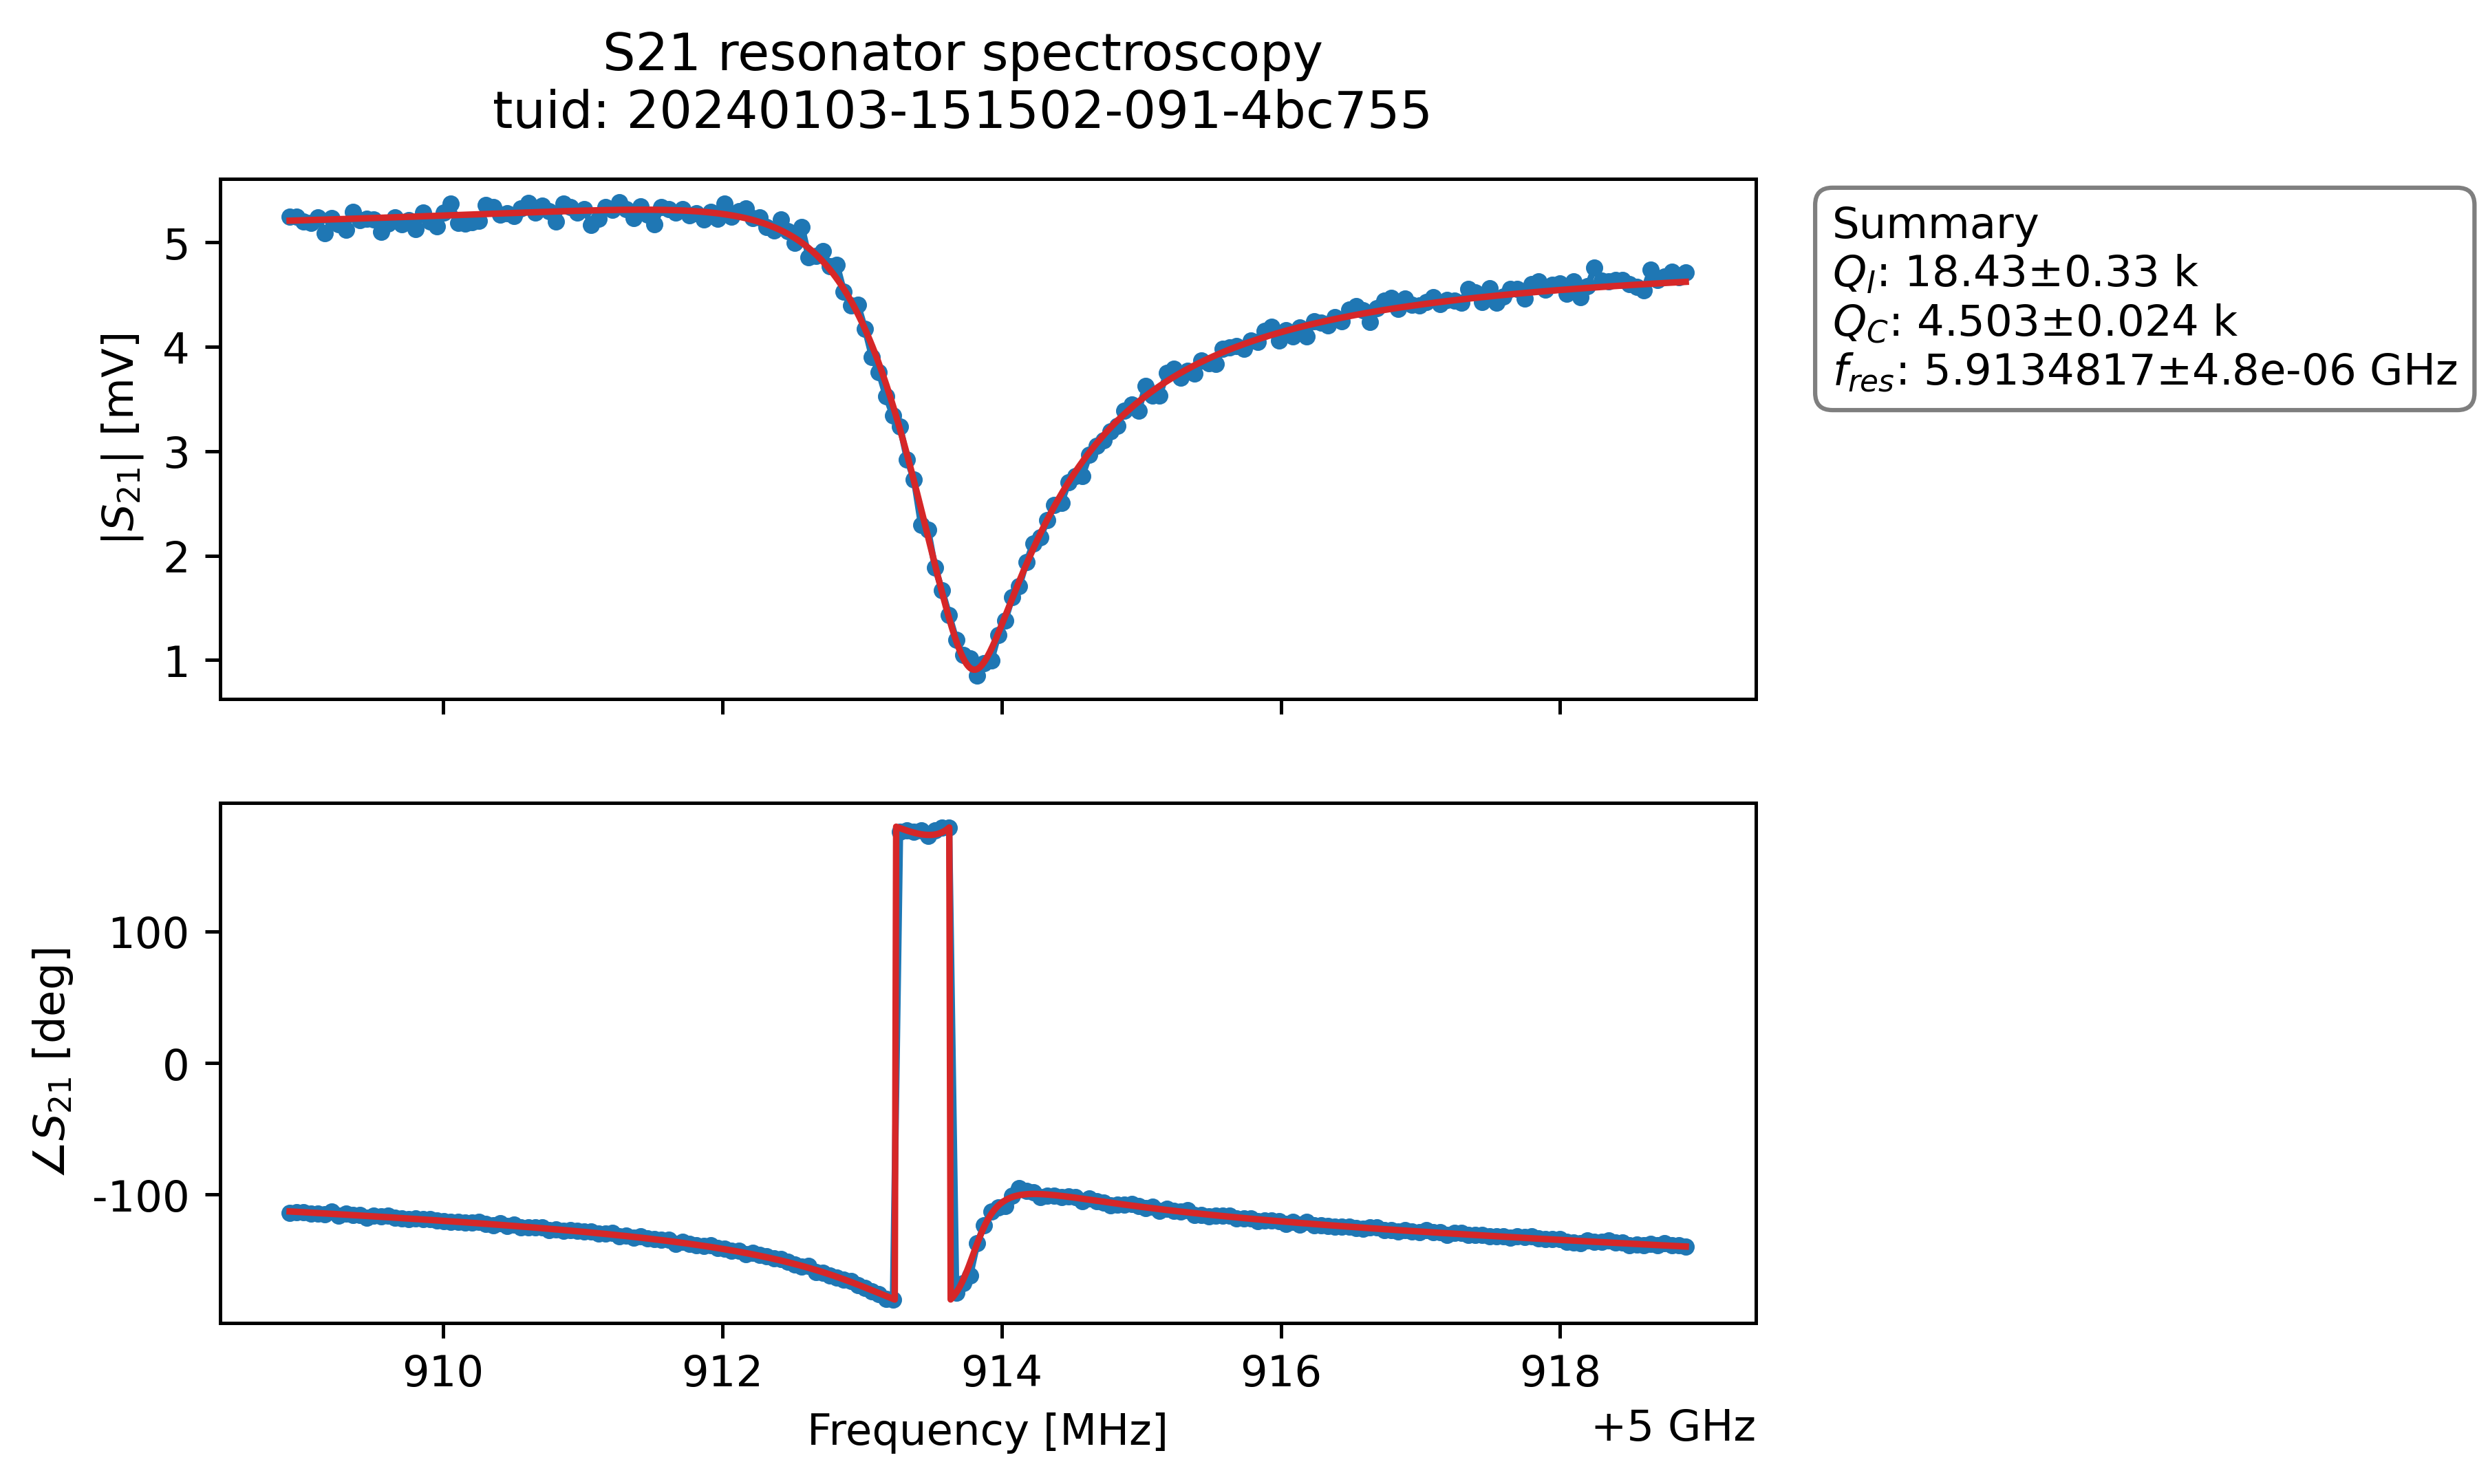 S21 resonator spectroscopy
tuid: 20240103-151502-091-4bc755
|S21| [mV]
5
4
3
2
1
Summary
QI: 18.43±0.33 k
QC: 4.503±0.024 k
fres: 5.9134817±4.8e-06 GHz
∠S21 [deg]
100
0
-100
910 912 914 916 918
Frequency [MHz]
+5 GHz